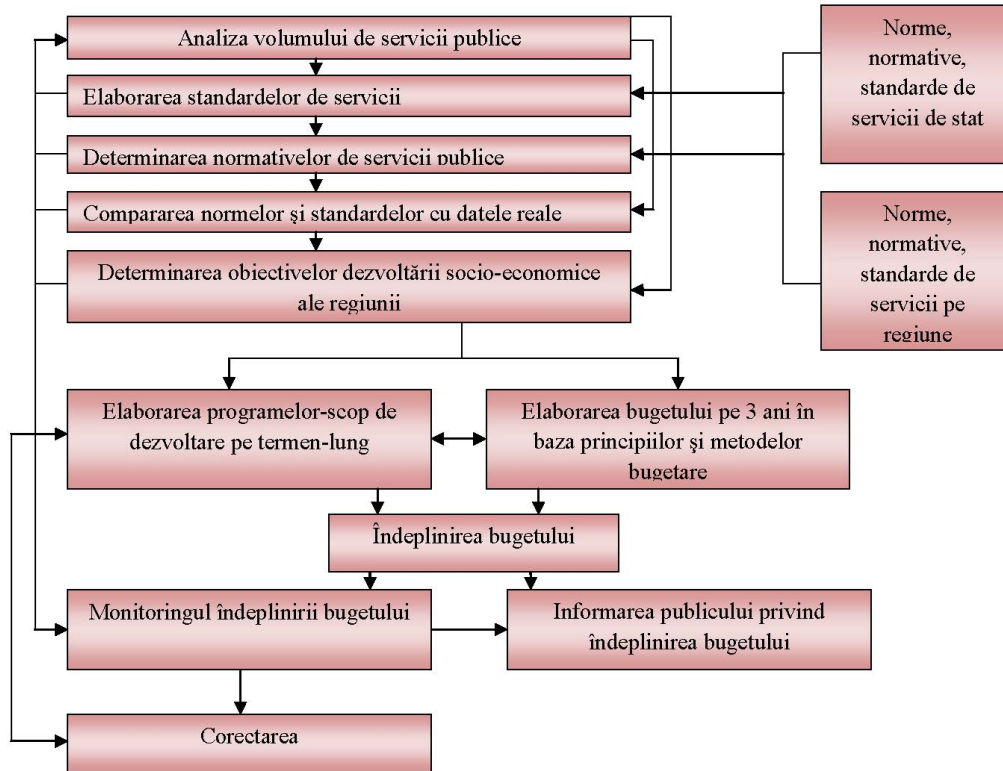 Analiza volumului de servicii publice
Elaborarea standardelor de servicii
Determinarea normativelor de servicii publice
Compararea normelor şi standardelor cu datele reale
Determinarea obiectivelor dezvoltării socio-economice
ale regiunii
Norme,
normative,
standarde de
servicii de stat
Norme,
normative,
standarde de
servicii pe
regiune
Elaborarea programelor-scop de
dezvoltare pe termen-lung
Elaborarea bugetului pe 3 ani în
baza principiilor şi metodelor
bugetare
Îndeplinirea bugetului
Monitoringul îndeplinirii bugetului
Informarea publicului privind
îndeplinirea bugetului
Corectarea